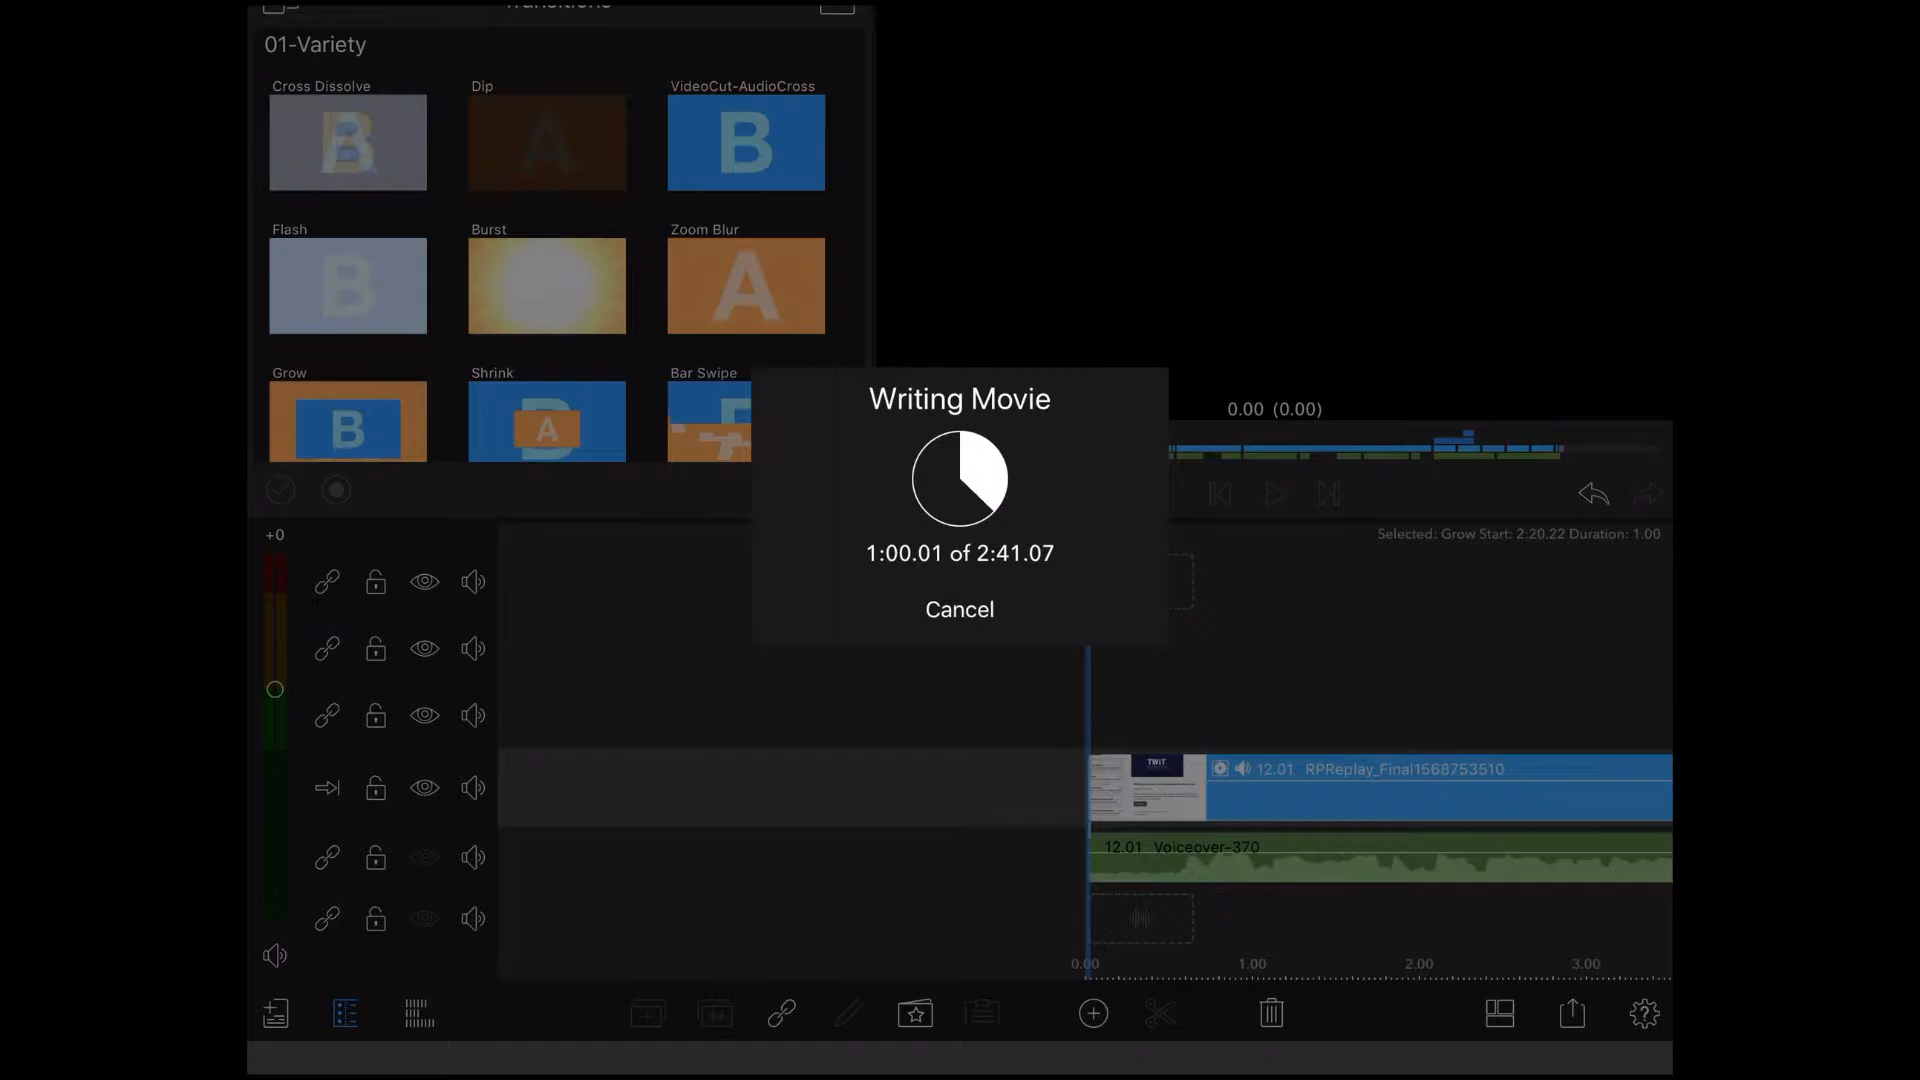 Transitions
01-Variety
Cross Dissolve
Dip
VideoCut-AudioCross
B
A
B
Flash
Burst
Zoom Blur
B
A
Grow
Shrink
Bar Swipe
B
A
Writing Movie
1:00.01 of 2:41.07
Cancel
0.00 (0.00)
Selected: Grow Start: 2:20.22 Duration: 1.00
+0
TWiT
12.01 RPReplay_Final1568753510
12.01 Voiceover-370
0.00
1.00
2.00
3.00